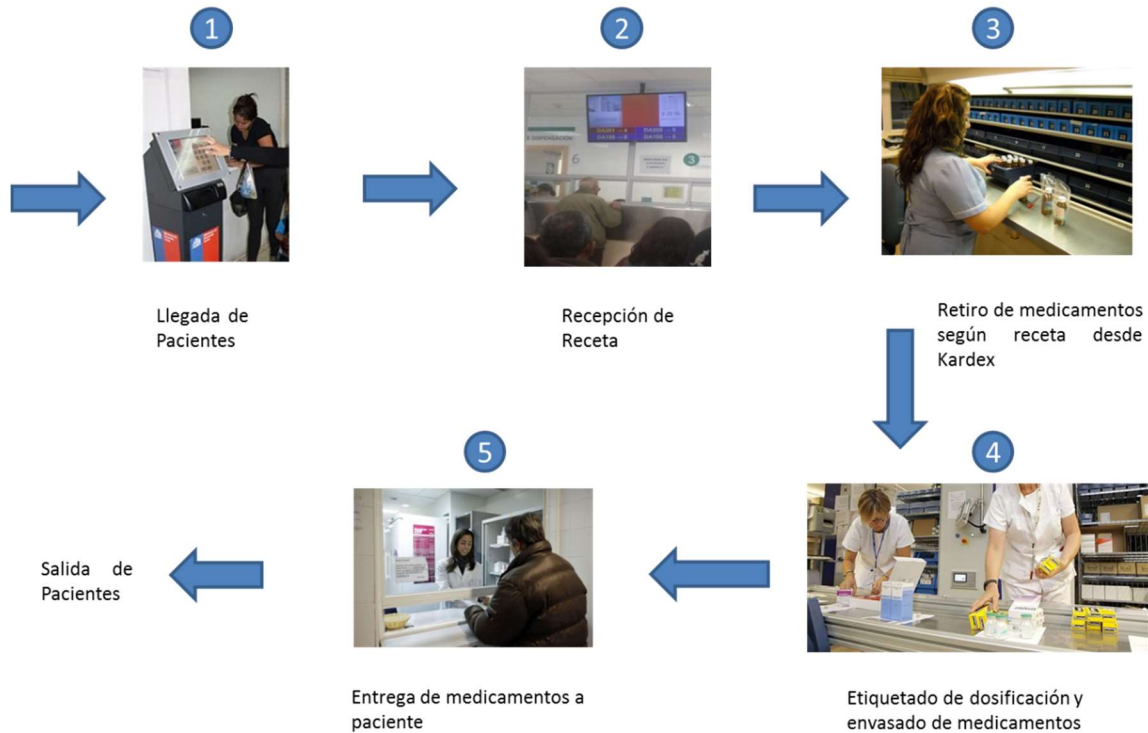 1
2
3
Llegada de
Pacientes
Recepción de
Receta
Retiro de medicamentos
según receta desde
Kardex
5
4
Salida de
Pacientes
Entrega de medicamentos a
paciente
Etiquetado de dosificación y
envasado de medicamentos